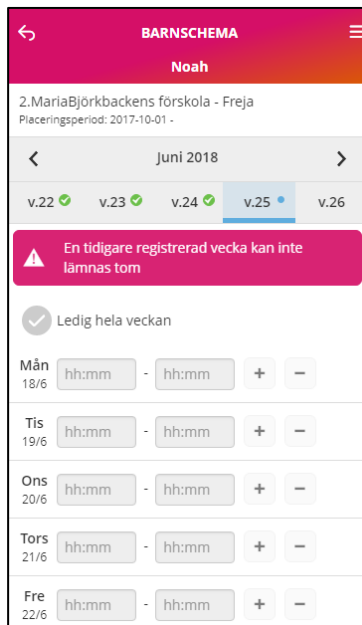 BARNSCHEMA
Noah
2.MariaBjörkbackens förskola - Freja
Placeringsperiod: 2017-10-01 -
Juni 2018
v.22 v.23 v.24 v.25 v.26
En tidigare registrerad vecka kan inte
lämnas tom
Ledig hela veckan
Mån
18/6
hh:mm - hh:mm + −
Tis
19/6
hh:mm - hh:mm + −
Ons
20/6
hh:mm - hh:mm + −
Tors
21/6
hh:mm - hh:mm + −
Fre
22/6
hh:mm - hh:mm + −